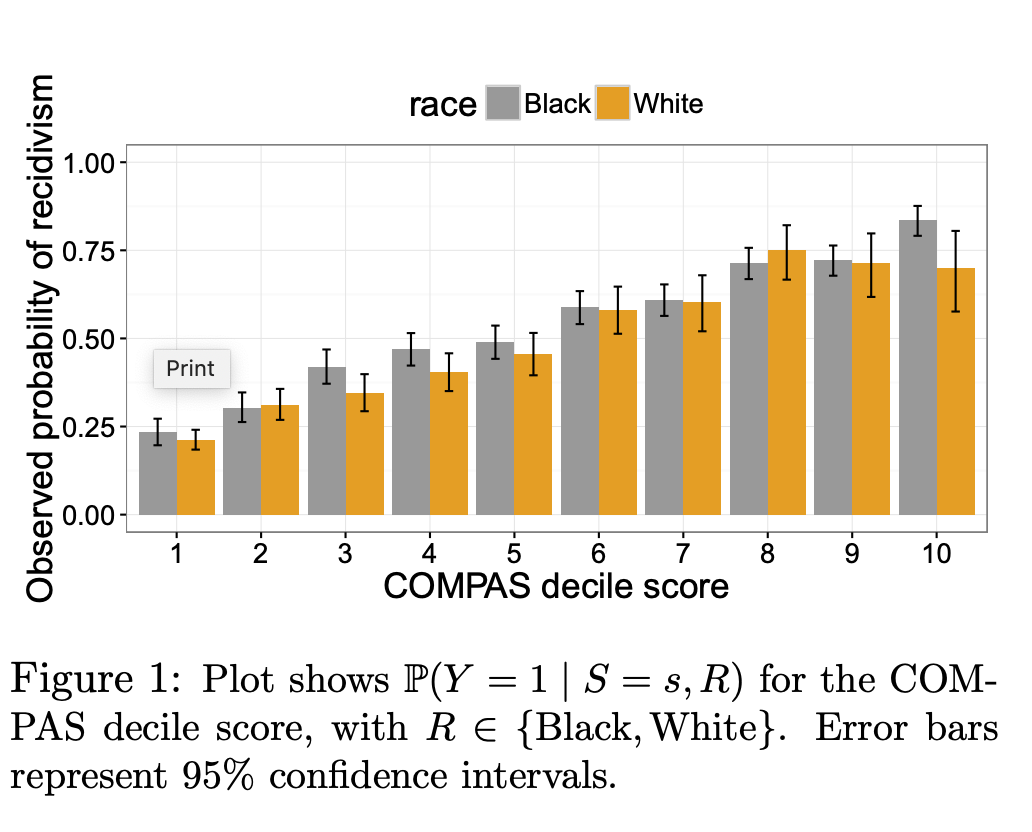 race Black White
Observed probability of recidivism
1.00
0.75
0.50
0.25
0.00
Print
1 2 3 4 5 6 7 8 9 10
COMPAS decile score
Figure 1: Plot shows ℙ(Y = 1 | S = s, R) for the COM-
PAS decile score, with R ∈ {Black, White}. Error bars
represent 95% confidence intervals.